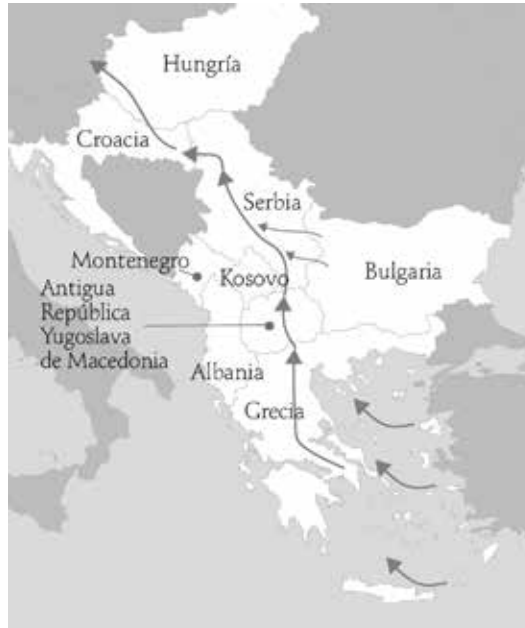 Hungría
Croacia
Serbia
Montenegro
Kosovo
Bulgaria
Antigua
República
Yugoslava
de Macedonia
Albania
Grecia